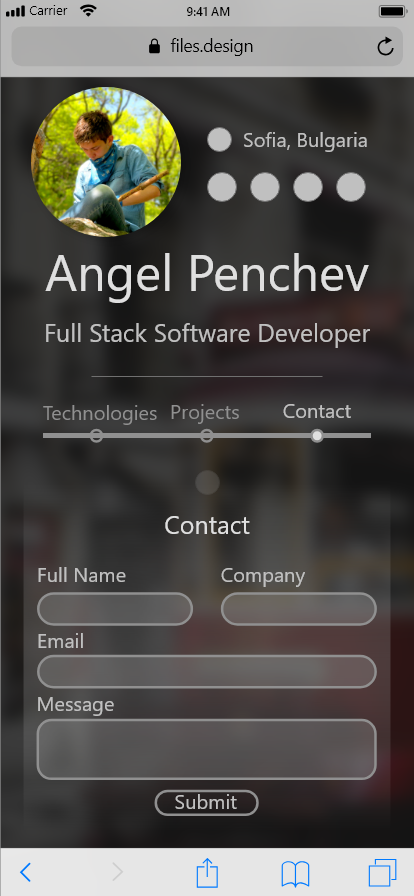 Carrier 9:41 AM
files.design
Sofia, Bulgaria
Angel Penchev
Full Stack Software Developer
Technologies Projects Contact
Contact
Full Name Company
Email
Message
Submit